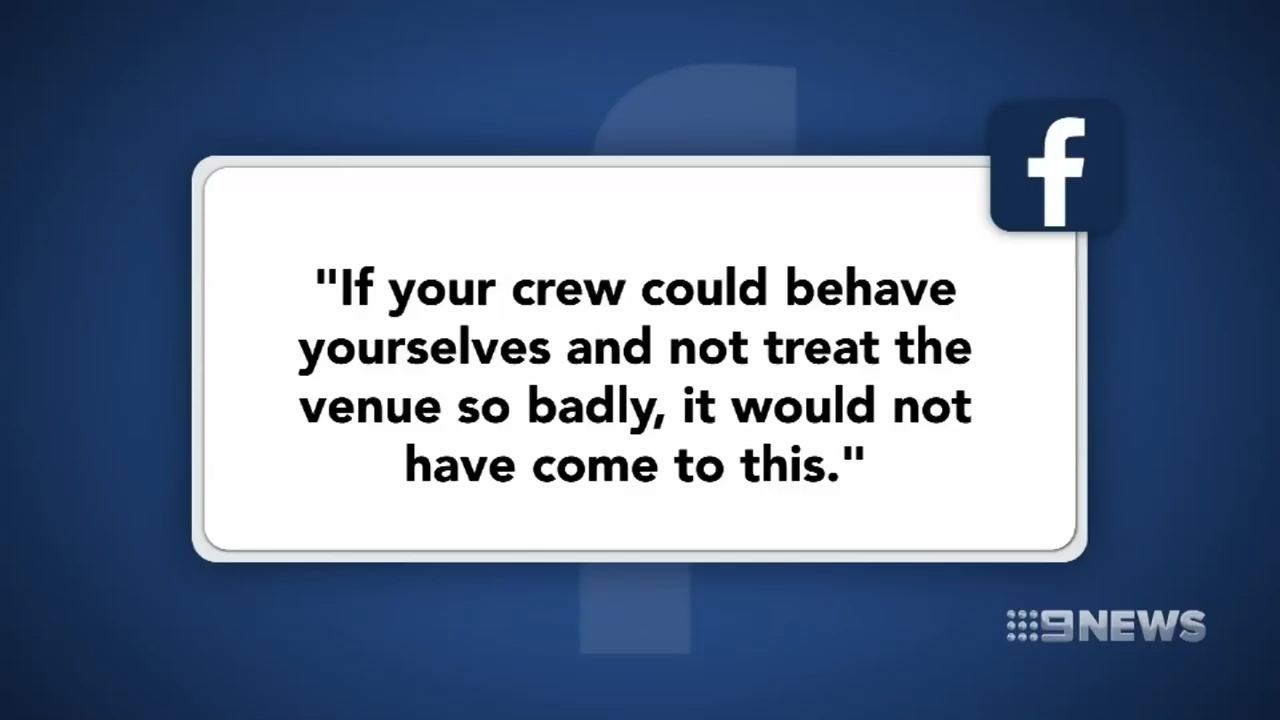 f
"If your crew could behave
yourselves and not treat the
venue so badly, it would not
have come to this."
9NEWS